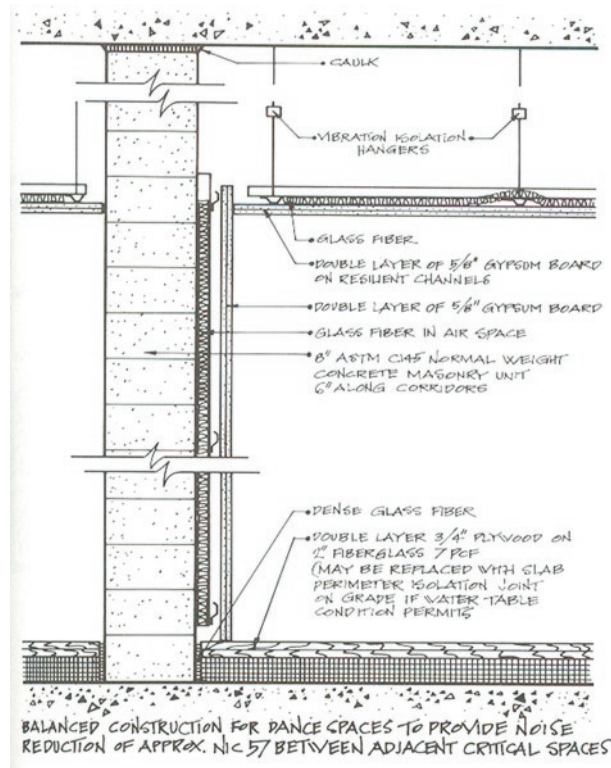 CAULK
VIBRATION ISOLATION
HANGERS
GLASS FIBER
DOUBLE LAYER OF 5/8" GYPSUM BOARD
ON RESILIENT CHANNELS
DOUBLE LAYER OF 5/8" GYPSUM BOARD
GLASS FIBER IN AIR SPACE
8" ASTM C145 NORMAL WEIGHT
CONCRETE MASONRY UNIT
6" ALONG CORRIDORS
DENSE GLASS FIBER
DOUBLE LAYER 3/4" PLYWOOD ON
2" FIBERGLASS 7 PCF
(MAY BE REPLACED WITH SLAB
PERIMETER ISOLATION JOINT
ON GRADE IF WATER TABLE
CONDITION PERMITS
BALANCED CONSTRUCTION FOR DANCE SPACES TO PROVIDE NOISE
REDUCTION OF APPROX. NIC 57 BETWEEN ADJACENT CRITICAL SPACES